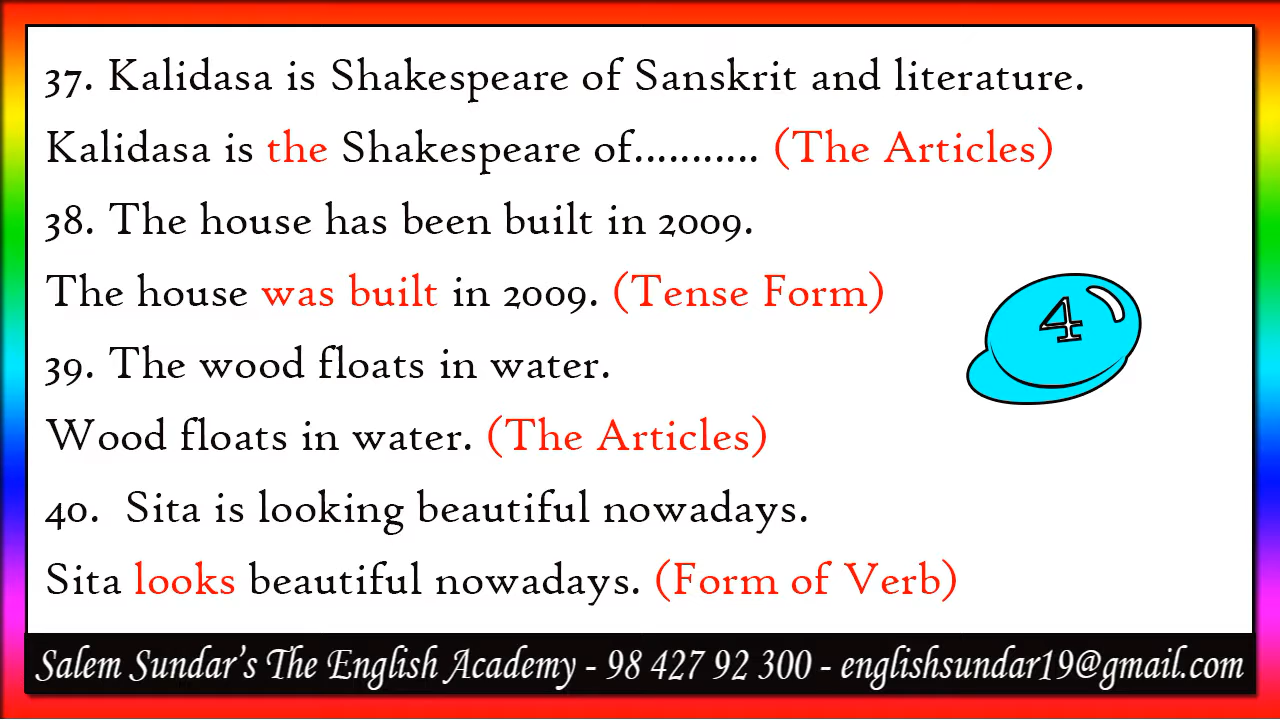 37. Kalidasa is Shakespeare of Sanskrit and literature.
Kalidasa is the Shakespeare of........... (The Articles)
38. The house has been built in 2009.
The house was built in 2009. (Tense Form)
39. The wood floats in water.
4
Wood floats in water. (The Articles)
40. Sita is looking beautiful nowadays.
Sita looks beautiful nowadays. (Form of Verb)
Salem Sundar's The English Academy - 98 427 92 300 - englishsundar19@gmail.com